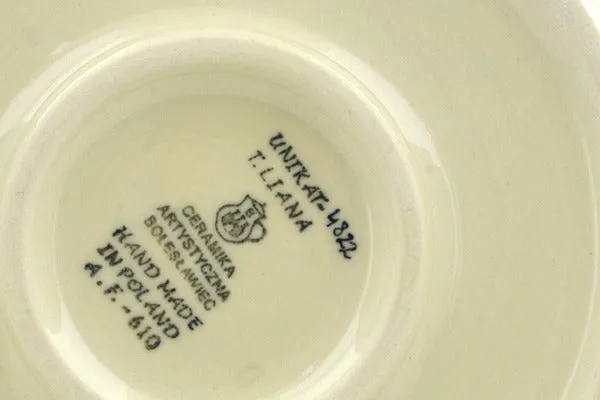 UNIKAT-4822
T. LIANA
CERAMIKA
ARTYSTYCZNA
BOLESŁAWIEC
HAND MADE
IN POLAND
A.F.-610